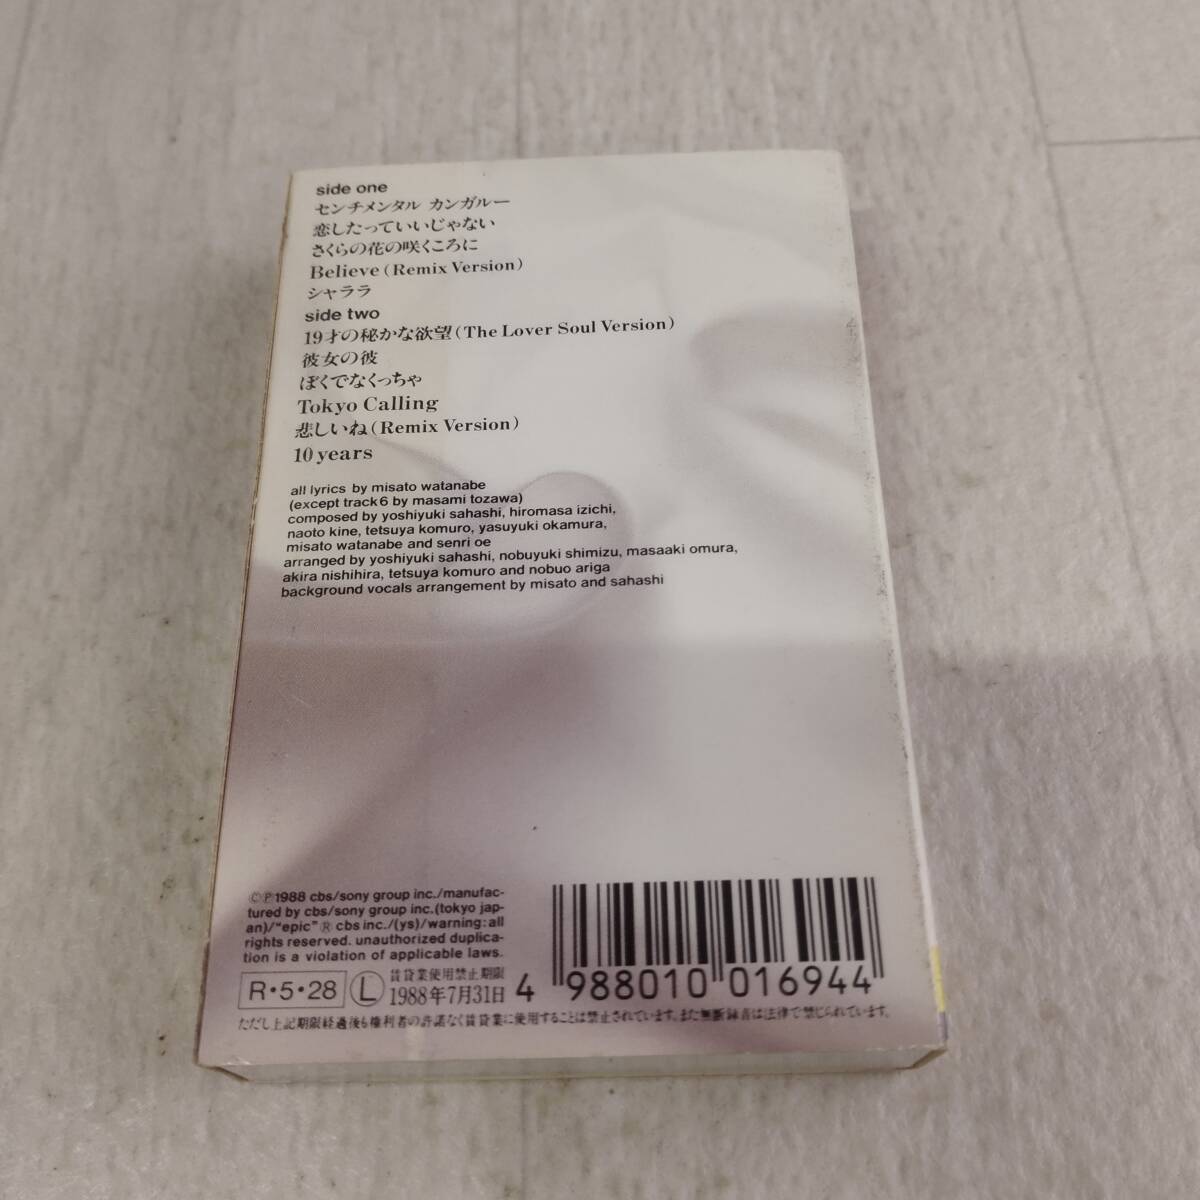 side one
センチメンタル カンガルー
恋したっていいじゃない
さくらの花の咲くころに
Believe (Remix Version)
シャララ
side two
19才の秘かな欲望 (The Lover Soul Version)
彼女の彼
ぼくでなくっちゃ
Tokyo Calling
悲しいね (Remix Version)
10 years
all lyrics by misato watanabe
(except track 6 by masami tozawa)
composed by yoshiyuki sahashi, hiromasa izichi,
naoto kine, tetsuya komuro, yasuyuki okamura,
misato watanabe and senri oe
arranged by yoshiyuki sahashi, nobuyuki shimizu, masaaki omura,
akira nishihira, tetsuya komuro and nobuo ariga
background vocals arrangement by misato and sahashi
©℗1988 cbs/sony group inc./manufac-
tured by cbs/sony group inc.(tokyo jap-
an)/"epic"® cbs inc./(ys)/warning: all
rights reserved. unauthorized duplica-
tion is a violation of applicable laws.
R・5・28 Ⓛ 賃貸業使用禁止期限
1988年7月31日
4 988010 016944
ただし上記期限経過後も権利者の許諾なく賃貸業に使用することは禁止されています。また無断録音は法律で禁じられています。